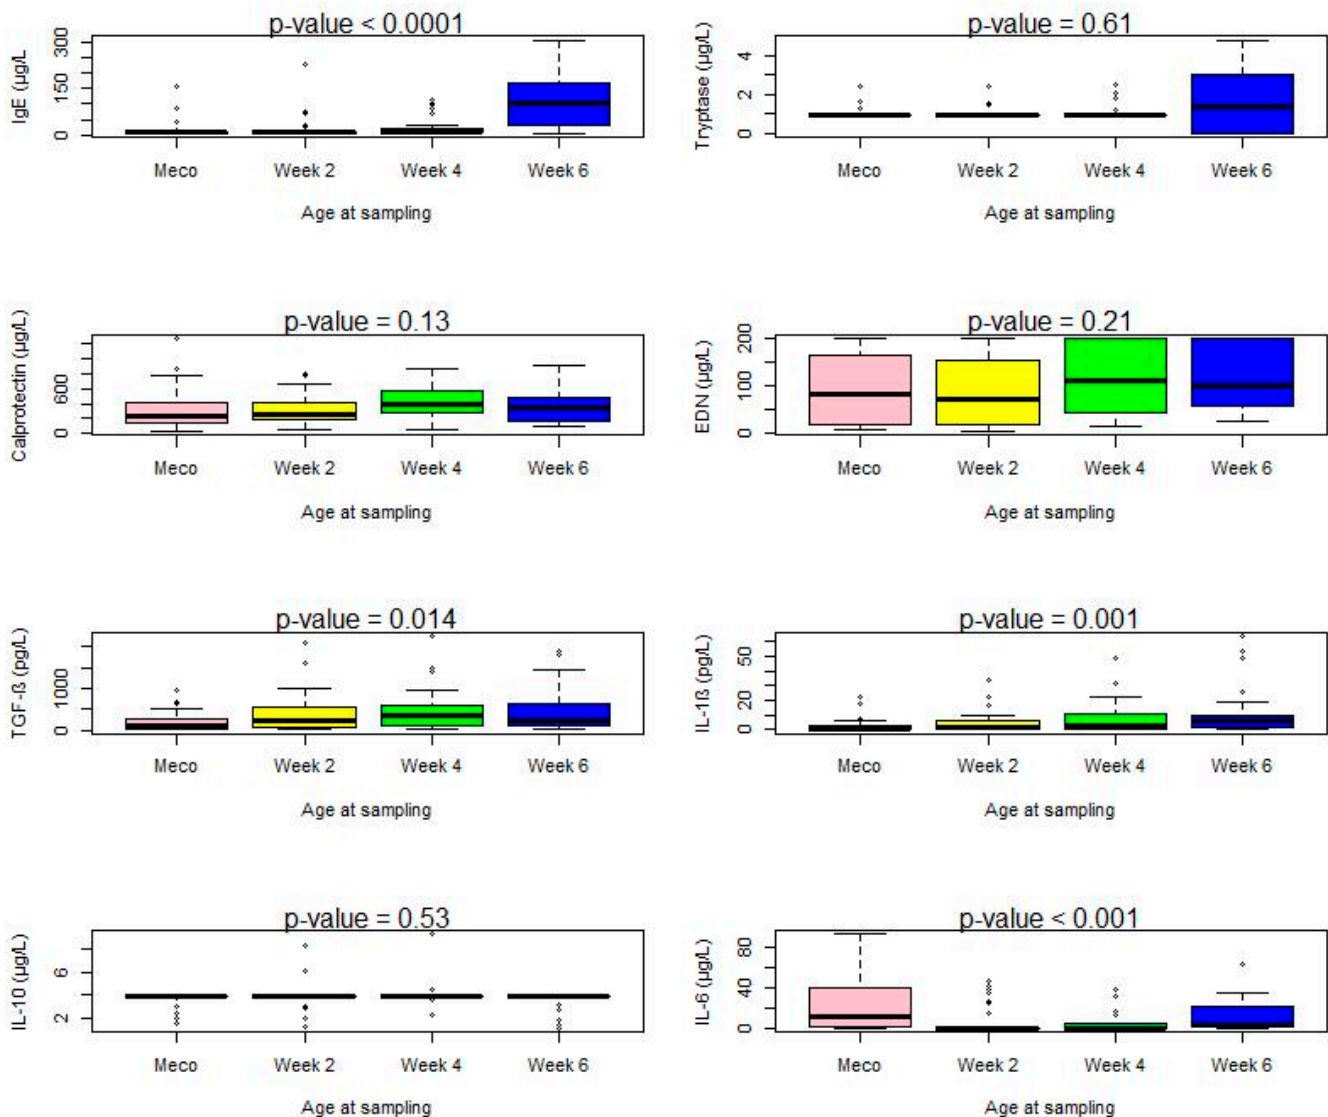 p-value < 0.0001
IgE (µg/L)
300
150
0
Meco Week 2 Week 4 Week 6
Age at sampling
p-value = 0.61
Tryptase (µg/L)
4
2
0
Meco Week 2 Week 4 Week 6
Age at sampling
p-value = 0.13
Calprotectin (µg/L)
600
0
Meco Week 2 Week 4 Week 6
Age at sampling
p-value = 0.21
EDN (µg/L)
200
100
0
Meco Week 2 Week 4 Week 6
Age at sampling
p-value = 0.014
TGF-ß (pg/L)
1000
0
Meco Week 2 Week 4 Week 6
Age at sampling
p-value = 0.001
IL-1ß (pg/L)
50
20
0
Meco Week 2 Week 4 Week 6
Age at sampling
p-value = 0.53
IL-10 (µg/L)
6
2
Meco Week 2 Week 4 Week 6
Age at sampling
p-value < 0.001
IL-6 (µg/L)
80
40
0
Meco Week 2 Week 4 Week 6
Age at sampling